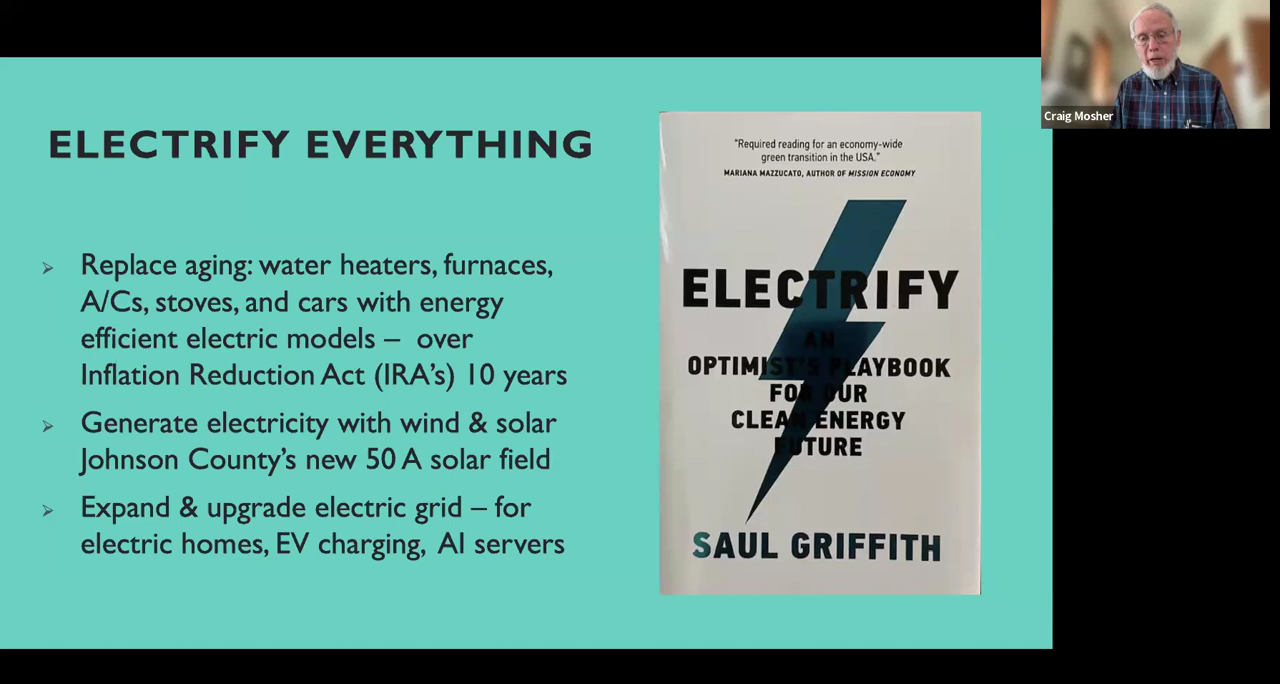 Craig Mosher
ELECTRIFY EVERYTHING
Replace aging: water heaters, furnaces,
A/Cs, stoves, and cars with energy
efficient electric models – over
Inflation Reduction Act (IRA's) 10 years
Generate electricity with wind & solar
Johnson County's new 50 A solar field
Expand & upgrade electric grid – for
electric homes, EV charging, AI servers
"Required reading for an economy-wide
green transition in the USA."
MARIANA MAZZUCATO, AUTHOR OF MISSION ECONOMY
ELECTRIFY
AN
OPTIMIST'S PLAYBOOK
FOR OUR
CLEAN ENERGY
FUTURE
SAUL GRIFFITH